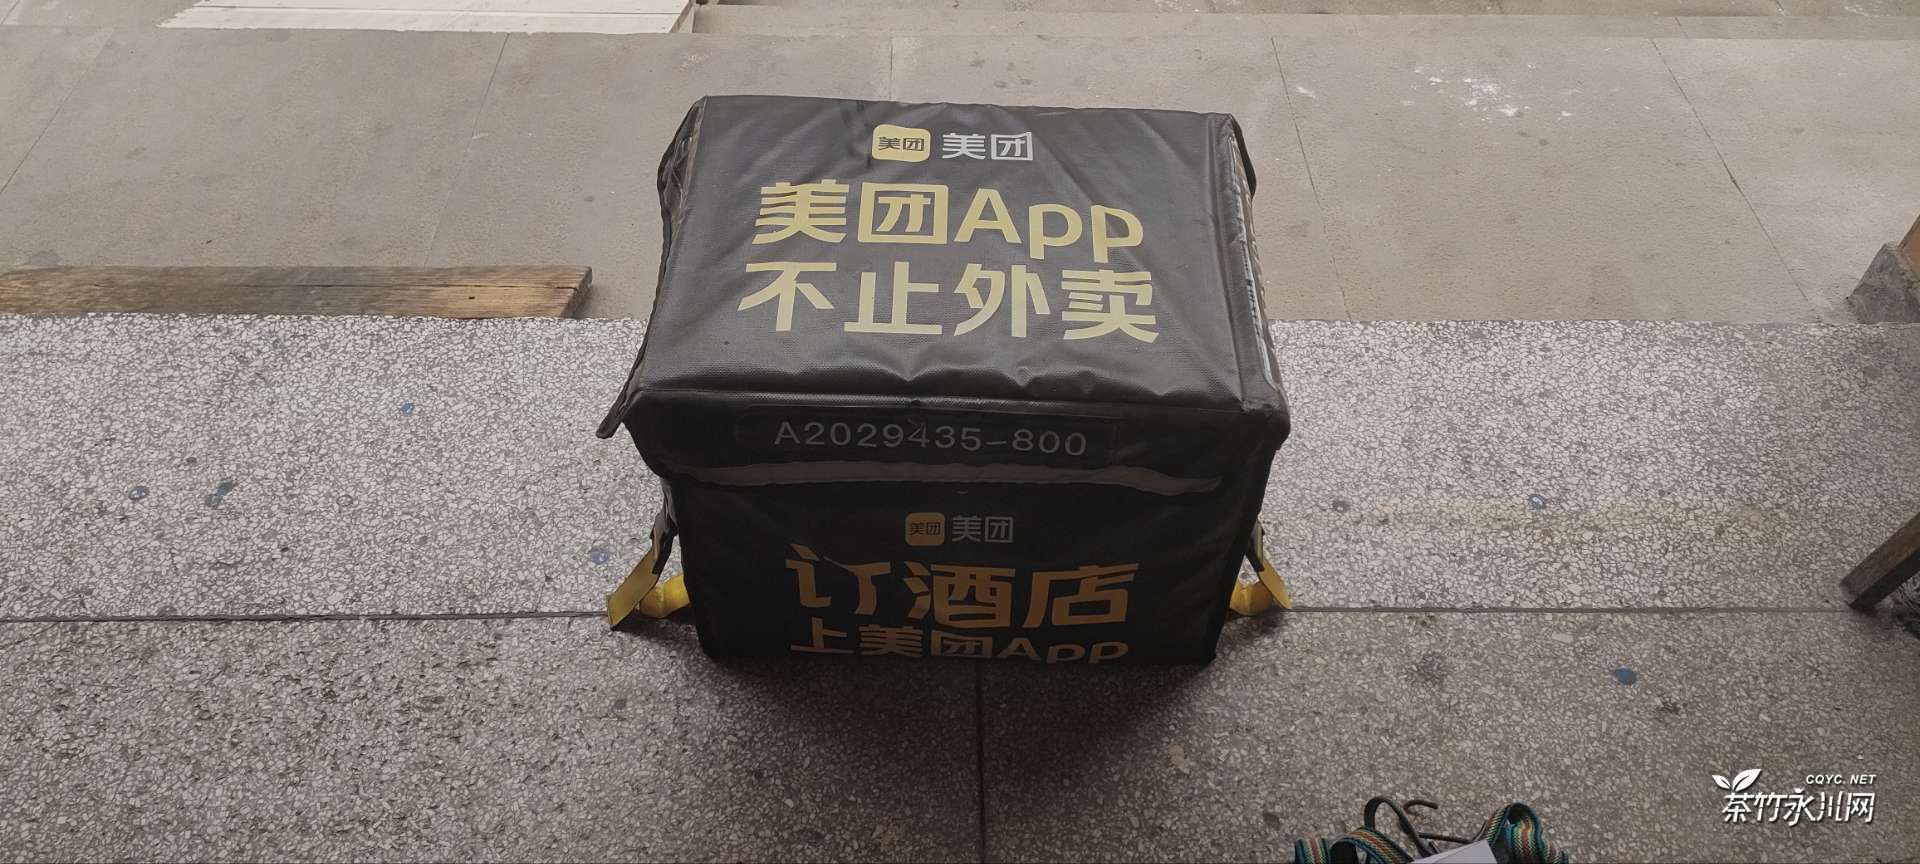 美团 美团
美团App
不止外卖
A2029435-800
美团 美团
订酒店
上美团App
CQYC.NET
茶竹永川网